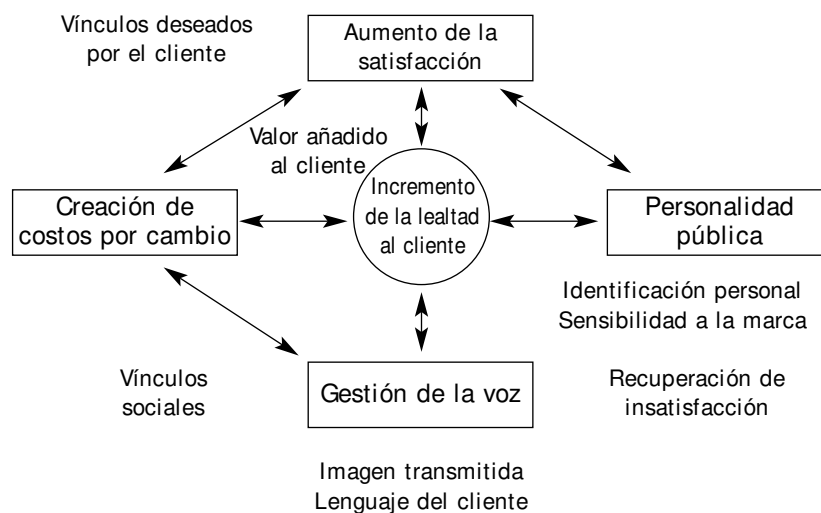 Vínculos deseados
por el cliente
Aumento de la
satisfacción
Valor añadido
al cliente
Creación de
costos por cambio
Incremento
de la lealtad
al cliente
Personalidad
pública
Identificación personal
Sensibilidad a la marca
Vínculos
sociales
Gestión de la voz
Recuperación de
insatisfacción
Imagen transmitida
Lenguaje del cliente